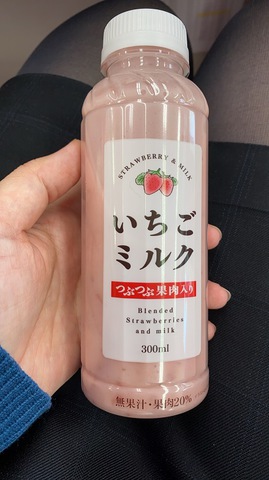 STRAWBERRY & MILK
いちご
ミルク
つぶつぶ果肉入り
Blended
Strawberries
and milk
300ml
無果汁・果肉20%